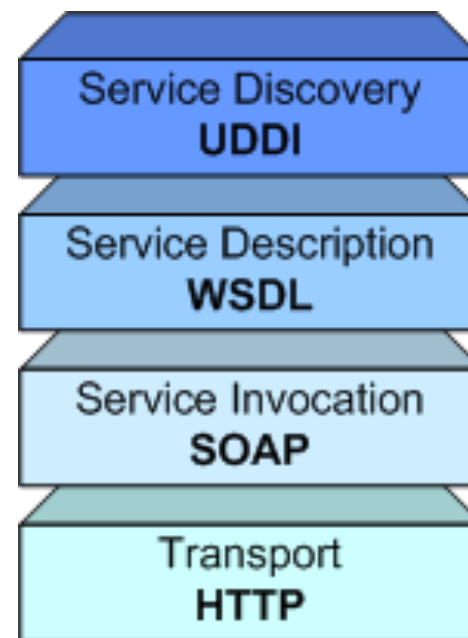 Service Discovery
UDDI
Service Description
WSDL
Service Invocation
SOAP
Transport
HTTP